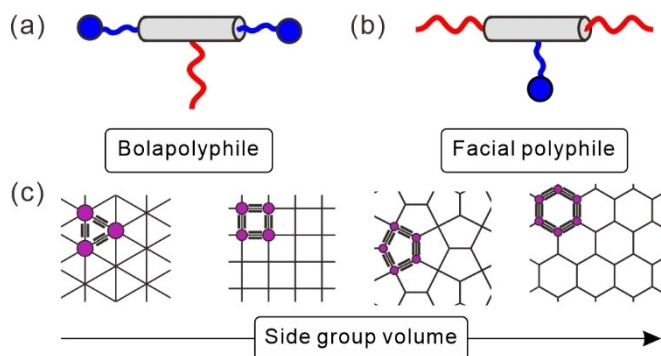 (a)
(b)
Bolapolyphile
Facial polyphile
(c)
Side group volume